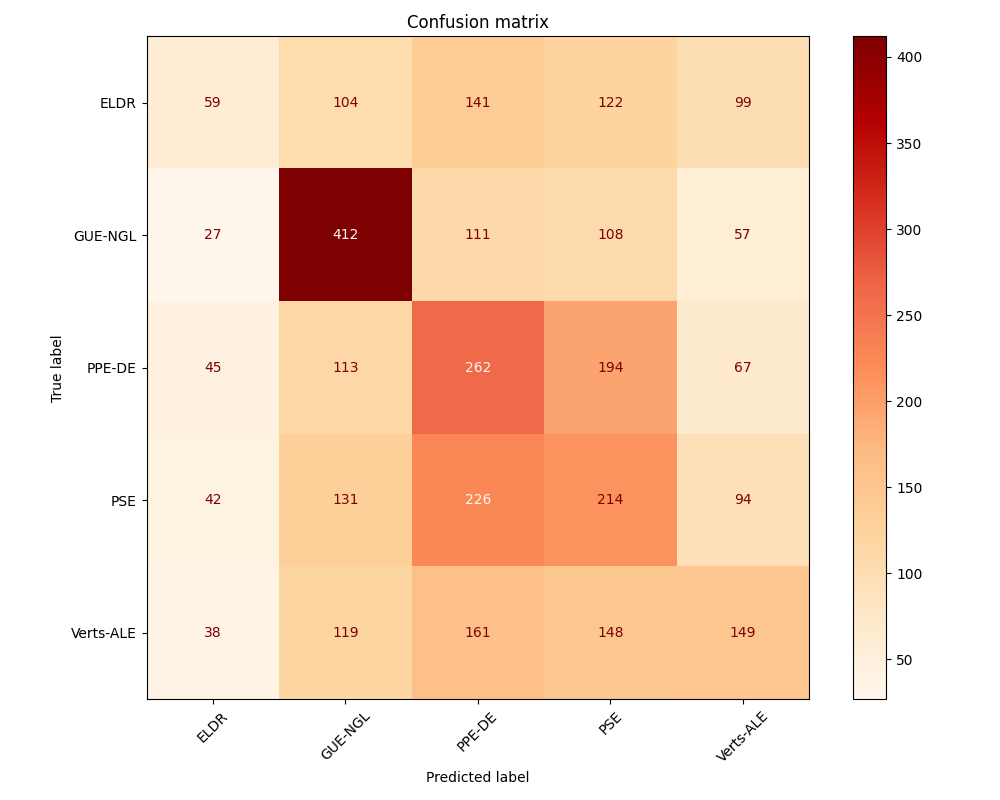 Confusion matrix
ELDR 59 104 141 122 99
GUE-NGL 27 412 111 108 57
PPE-DE 45 113 262 194 67
PSE 42 131 226 214 94
Verts-ALE 38 119 161 148 149
ELDR GUE-NGL PPE-DE PSE Verts-ALE
Predicted label
True label
400
350
300
250
200
150
100
50